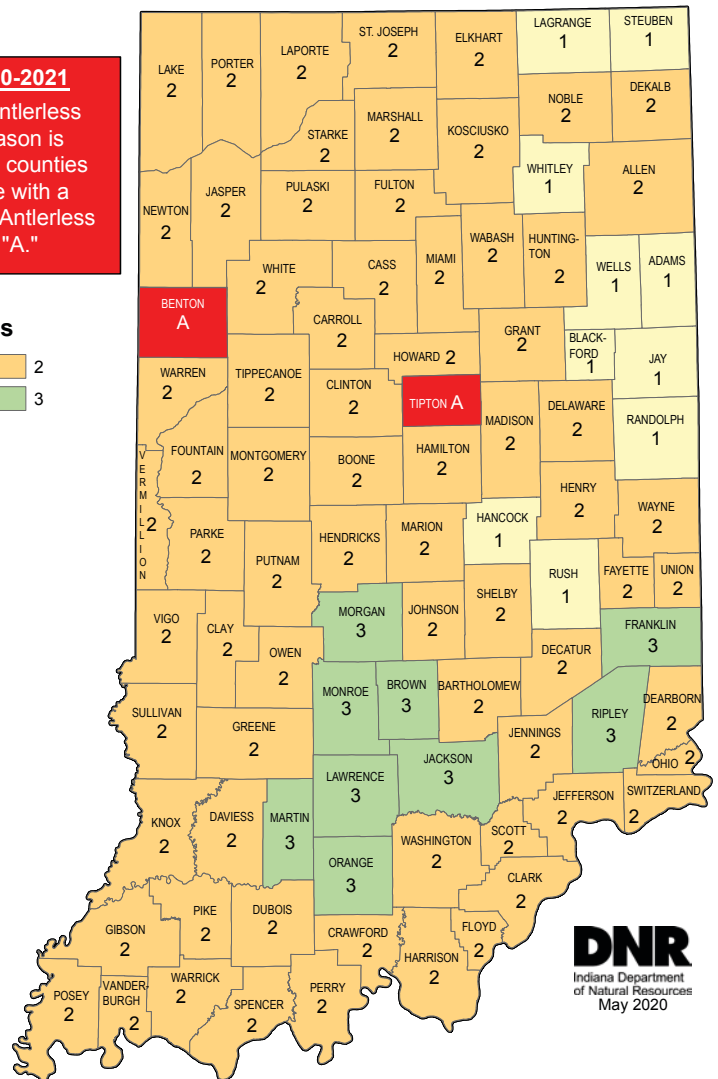 0-2021
ntlerless
ason is
counties
e with a
Antlerless
"A."
s
2
3
LAKE
2
PORTER
2
LAPORTE
2
ST. JOSEPH
2
ELKHART
2
LAGRANGE
1
STEUBEN
1
NOBLE
2
DEKALB
2
STARKE
2
MARSHALL
2
KOSCIUSKO
2
WHITLEY
1
ALLEN
2
NEWTON
2
JASPER
2
PULASKI
2
FULTON
2
WHITE
2
CASS
2
MIAMI
2
WABASH
2
HUNTING-
TON
2
WELLS
1
ADAMS
1
BENTON
A
CARROLL
2
HOWARD 2
GRANT
2
BLACK-
FORD
1
JAY
1
WARREN
2
TIPPECANOE
2
CLINTON
2
TIPTON A
MADISON
2
DELAWARE
2
RANDOLPH
1
VERMILLION
2
FOUNTAIN
2
MONTGOMERY
2
BOONE
2
HAMILTON
2
HENRY
2
WAYNE
2
PARKE
2
PUTNAM
2
HENDRICKS
2
MARION
2
HANCOCK
1
RUSH
1
FAYETTE
2
UNION
2
VIGO
2
CLAY
2
OWEN
2
MORGAN
3
JOHNSON
2
SHELBY
2
DECATUR
2
FRANKLIN
3
SULLIVAN
2
GREENE
2
MONROE
3
BROWN
3
BARTHOLOMEW
2
JENNINGS
2
RIPLEY
3
DEARBORN
2
OHIO 2
KNOX
2
DAVIESS
2
MARTIN
3
LAWRENCE
3
JACKSON
3
JEFFERSON
2
SWITZERLAND
2
ORANGE
3
WASHINGTON
2
SCOTT
2
CLARK
2
GIBSON
2
PIKE
2
DUBOIS
2
CRAWFORD
2
HARRISON
2
FLOYD
2
POSEY
2
VANDER-
BURGH
2
WARRICK
2
SPENCER
2
PERRY
2
DNR
Indiana Department
of Natural Resources
May 2020